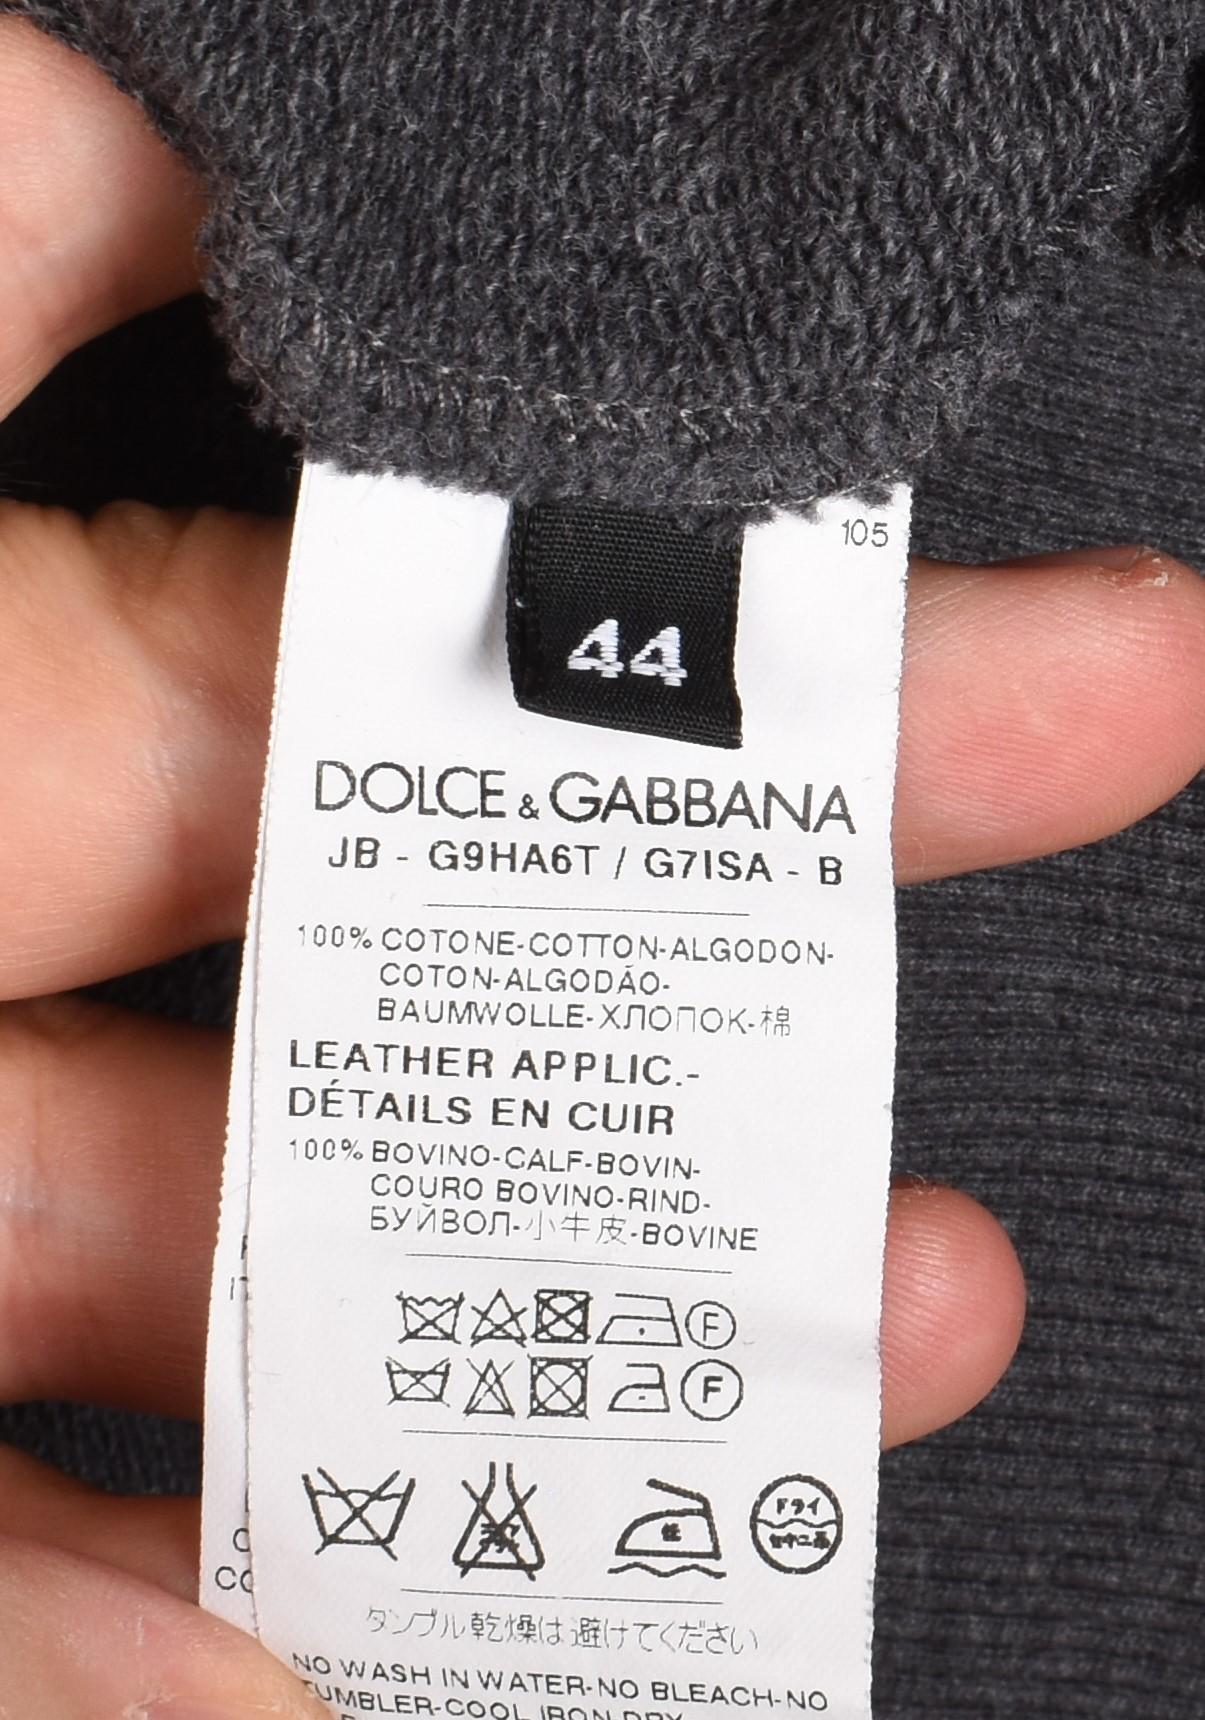 105
44
DOLCE & GABBANA
JB - G9HA6T / G7ISA - B
100% COTONE-COTTON-ALGODON-
COTON-ALGODÃO-
BAUMWOLLE-ХЛОПОК-棉
LEATHER APPLIC.-
DÉTAILS EN CUIR
100% BOVINO-CALF-BOVIN-
COURO BOVINO-RIND-
БУЙВОЛ-小牛皮-BOVINE
F
F
ドライ
タンブル乾燥は避けてください
NO WASH IN WATER-NO BLEACH-NO
TUMBLER-COOL IRON-DRY